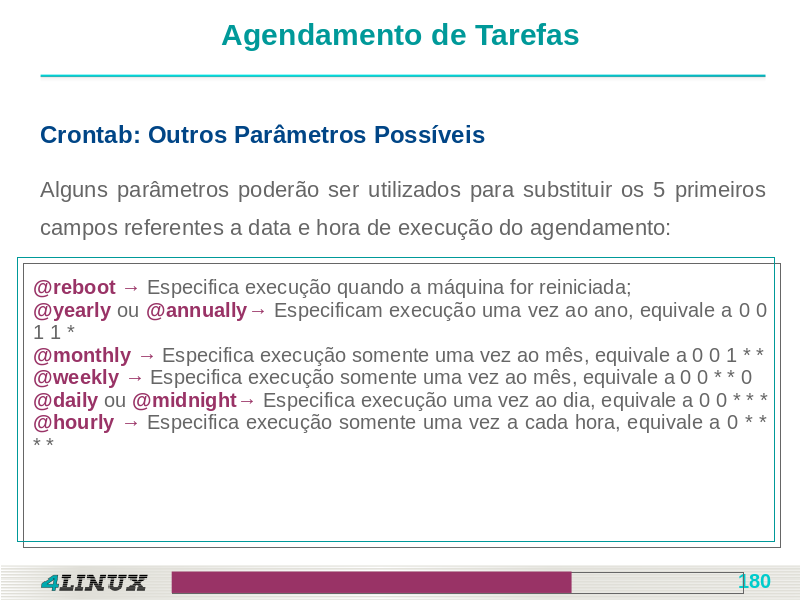 Agendamento de Tarefas
Crontab: Outros Parâmetros Possíveis
Alguns parâmetros poderão ser utilizados para substituir os 5 primeiros
campos referentes a data e hora de execução do agendamento:
@reboot → Especifica execução quando a máquina for reiniciada;
@yearly ou @annually→ Especificam execução uma vez ao ano, equivale a 0 0
1 1 *
@monthly → Especifica execução somente uma vez ao mês, equivale a 0 0 1 * *
@weekly → Especifica execução somente uma vez ao mês, equivale a 0 0 * * 0
@daily ou @midnight→ Especifica execução uma vez ao dia, equivale a 0 0 * * *
@hourly → Especifica execução somente uma vez a cada hora, equivale a 0 * *
* *
4LINUX
180